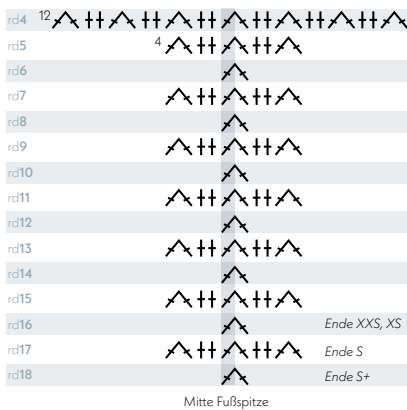 rd4 12
rd5 4
rd6
rd7
rd8
rd9
rd10
rd11
rd12
rd13
rd14
rd15
rd16 Ende XXS, XS
rd17 Ende S
rd18 Ende S+
Mitte Fußspitze